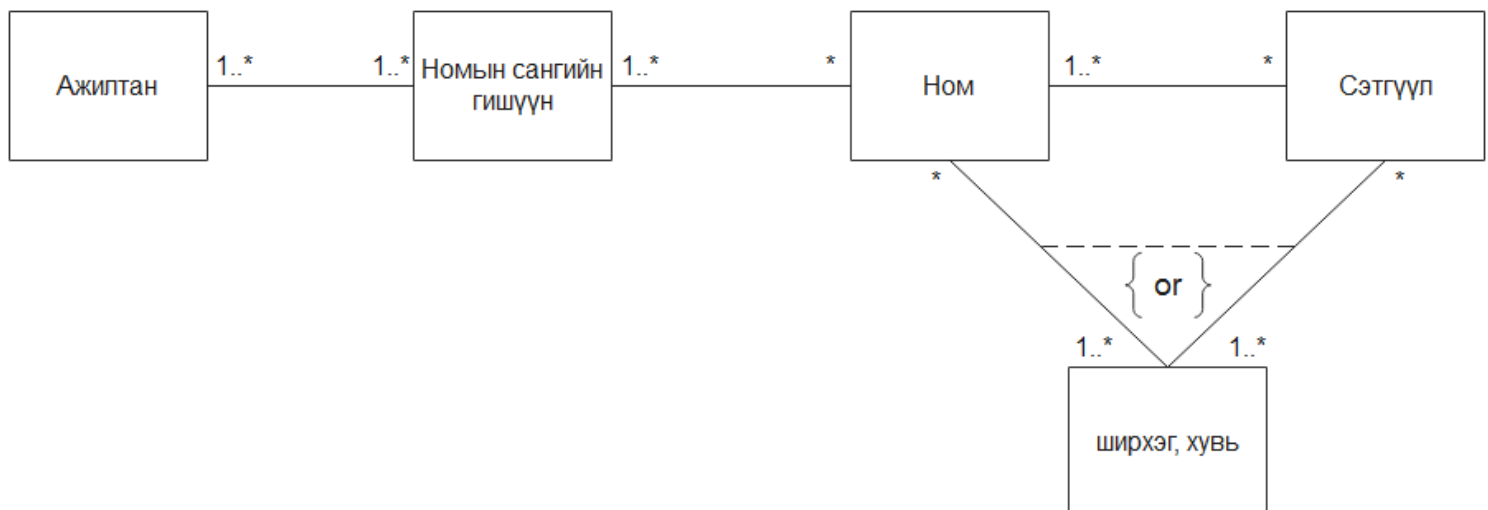 Ажилтан
1..*
1..*
Номын сангийн
гишүүн
1..*
*
Ном
1..*
*
Сэтгүүл
*
*
{ or }
1..*
1..*
ширхэг, хувь